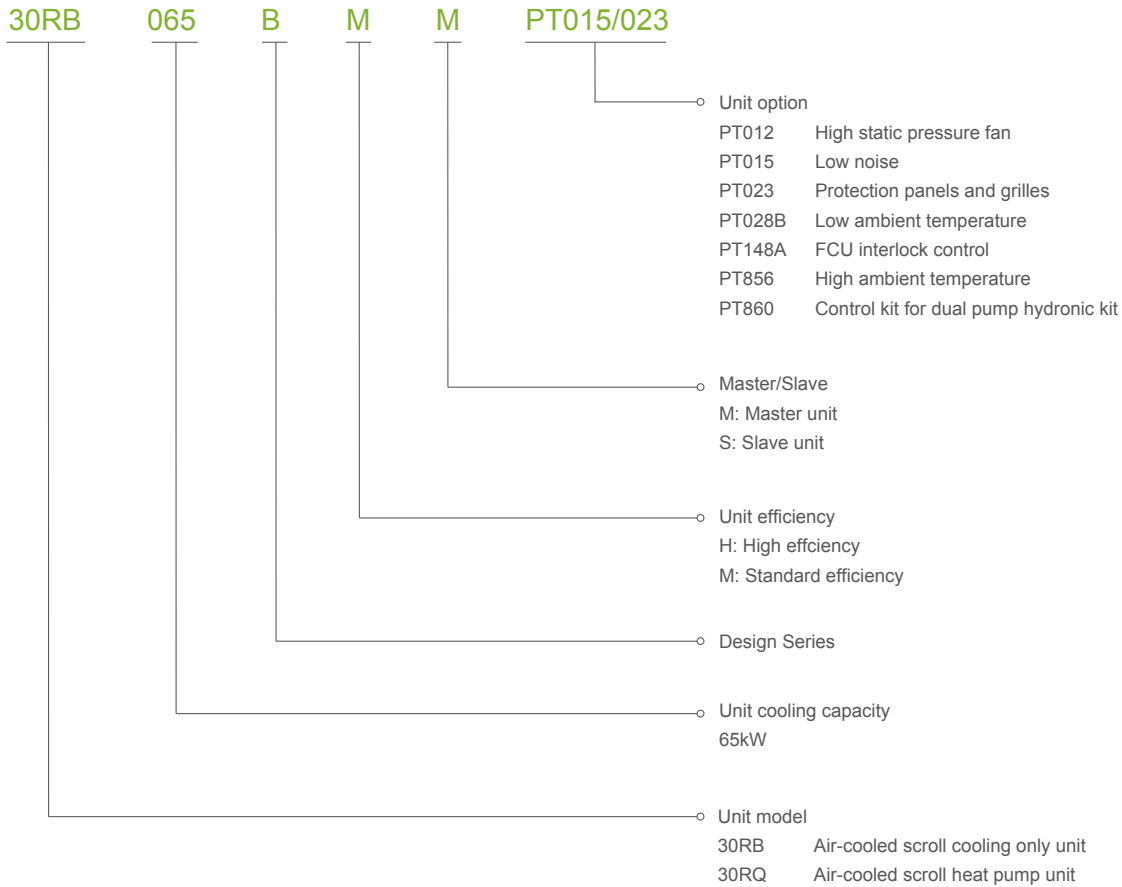 30RB 065 B M M PT015/023
Unit option
PT012 High static pressure fan
PT015 Low noise
PT023 Protection panels and grilles
PT028B Low ambient temperature
PT148A FCU interlock control
PT856 High ambient temperature
PT860 Control kit for dual pump hydronic kit
Master/Slave
M: Master unit
S: Slave unit
Unit efficiency
H: High effciency
M: Standard efficiency
Design Series
Unit cooling capacity
65kW
Unit model
30RB Air-cooled scroll cooling only unit
30RQ Air-cooled scroll heat pump unit